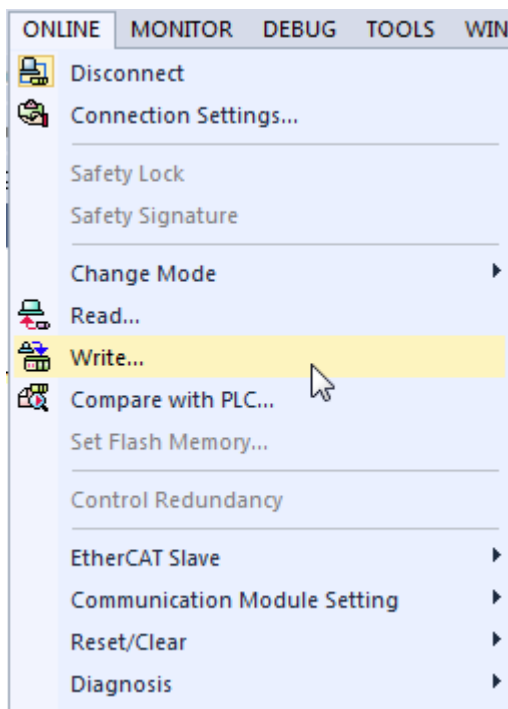 ONLINE MONITOR DEBUG TOOLS WIN
Disconnect
Connection Settings...
Safety Lock
Safety Signature
Change Mode
Read...
Write...
Compare with PLC...
Set Flash Memory...
Control Redundancy
EtherCAT Slave
Communication Module Setting
Reset/Clear
Diagnosis